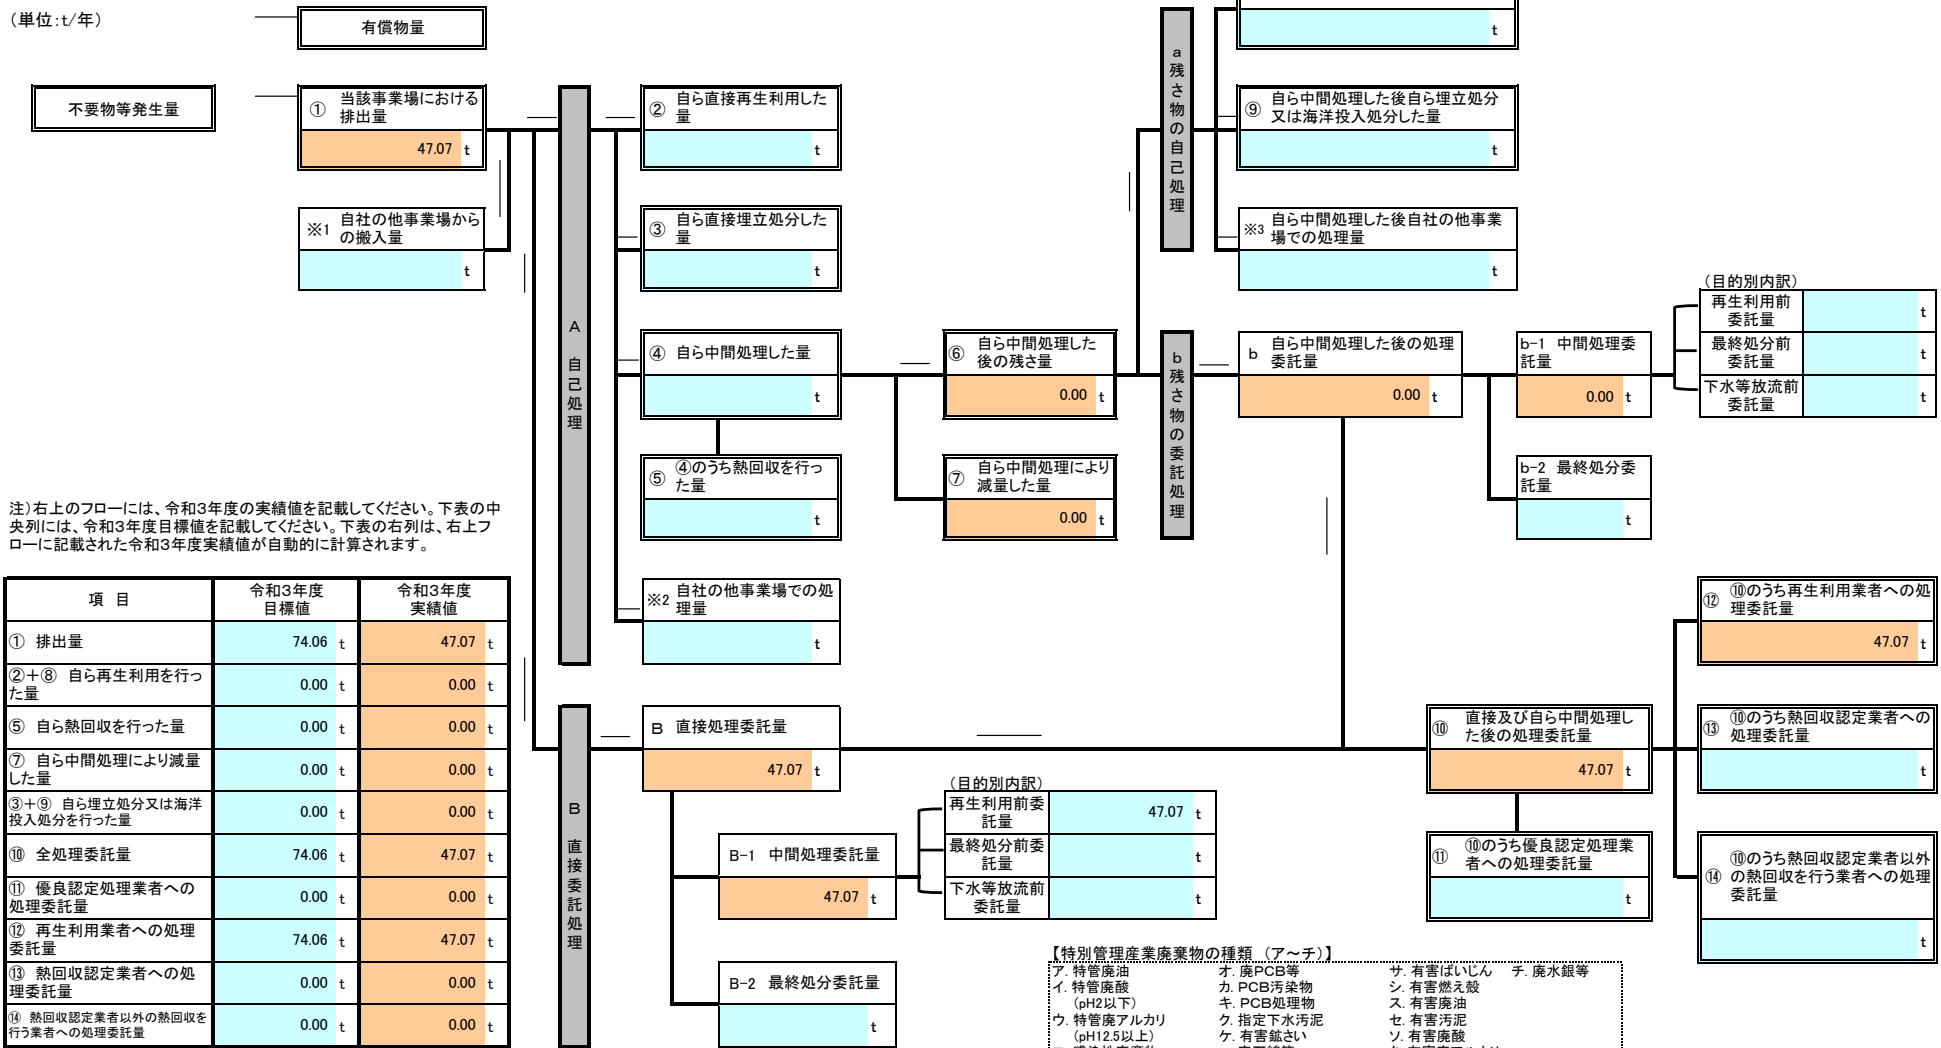 (単位:t/年)
有償物量
不要物等発生量
① 当該事業場における
排出量
47.07 t
※1 自社の他事業場から
の搬入量
t
A 自己処理
② 自ら直接再生利用した
量
t
③ 自ら直接埋立処分した
量
t
④ 自ら中間処理した量
t
⑤ ④のうち熱回収を行っ
た量
t
※2 自社の他事業場での処
理量
t
⑥ 自ら中間処理した
後の残さ量
0.00 t
⑦ 自ら中間処理により
減量した量
0.00 t
a 残さ物の自己処理
t
⑨ 自ら中間処理した後自ら埋立処分
又は海洋投入処分した量
t
※3 自ら中間処理した後自社の他事業
場での処理量
t
b 残さ物の委託処理
b 自ら中間処理した後の処理
委託量
0.00 t
b-1 中間処理委
託量
0.00 t
b-2 最終処分委
託量
t
(目的別内訳)
再生利用前
委託量
t
最終処分前
委託量
t
下水等放流前
委託量
t
注)右上のフローには、令和3年度の実績値を記載してください。下表の中
央列には、令和3年度目標値を記載してください。下表の右列は、右上フ
ローに記載された令和3年度実績値が自動的に計算されます。
項 目 令和3年度
目標値 令和3年度
実績値
① 排出量 74.06 t 47.07 t
②+⑧ 自ら再生利用を行っ
た量 0.00 t 0.00 t
⑤ 自ら熱回収を行った量 0.00 t 0.00 t
⑦ 自ら中間処理により減量
した量 0.00 t 0.00 t
③+⑨ 自ら埋立処分又は海洋
投入処分を行った量 0.00 t 0.00 t
⑩ 全処理委託量 74.06 t 47.07 t
⑪ 優良認定処理業者への
処理委託量 0.00 t 0.00 t
⑫ 再生利用業者への処理
委託量 74.06 t 47.07 t
⑬ 熱回収認定業者への処
理委託量 0.00 t 0.00 t
⑭ 熱回収認定業者以外の熱回収を
行う業者への処理委託量 0.00 t 0.00 t
B 直接委託処理
B 直接処理委託量
47.07 t
B-1 中間処理委託量
47.07 t
B-2 最終処分委託量
t
(目的別内訳)
再生利用前委
託量
47.07 t
最終処分前委
託量
t
下水等放流前
委託量
t
⑩ 直接及び自ら中間処理し
た後の処理委託量
47.07 t
⑪ ⑩のうち優良認定処理業
者への処理委託量
t
⑫ ⑩のうち再生利用業者への処
理委託量
47.07 t
⑬ ⑩のうち熱回収認定業者への
処理委託量
t
⑭ ⑩のうち熱回収認定業者以外
の熱回収を行う業者への処理
委託量
t
【特別管理産業廃棄物の種類 (ア~チ)】
ア. 特管廃油 オ. 廃PCB等 サ. 有害ばいじん チ. 廃水銀等
イ. 特管廃酸 カ. PCB汚染物 シ. 有害燃え殻
(pH2以下) キ. PCB処理物 ス. 有害廃油
ウ. 特管廃アルカリ ク. 指定下水汚泥 セ. 有害汚泥
(pH12.5以上) ケ. 有害鉱さい ソ. 有害廃酸